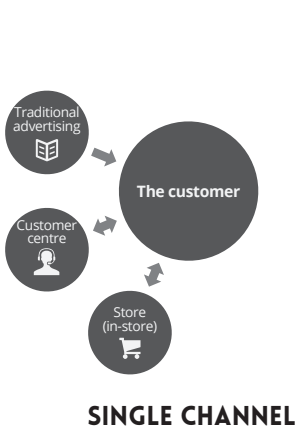 Traditional
advertising
The customer
Customer
centre
Store
(in-store)
SINGLE CHANNEL